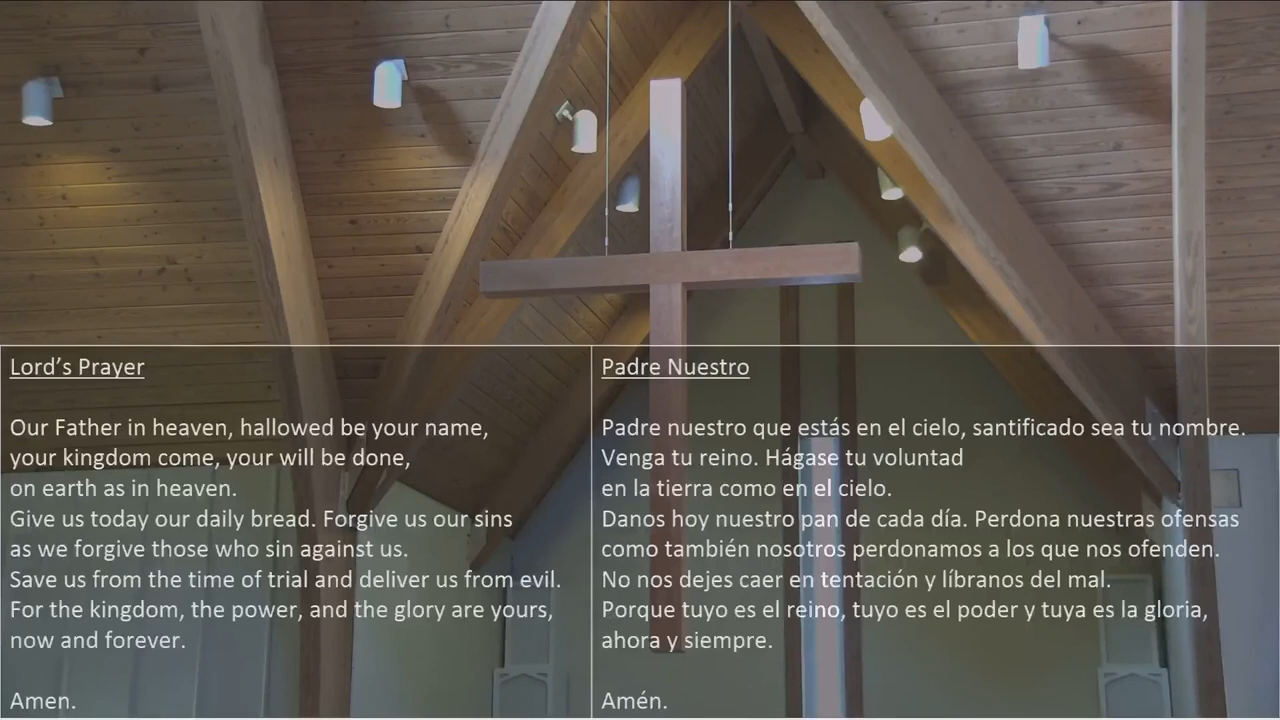 Lord's Prayer
Our Father in heaven, hallowed be your name,
your kingdom come, your will be done,
on earth as in heaven.
Give us today our daily bread. Forgive us our sins
as we forgive those who sin against us.
Save us from the time of trial and deliver us from evil.
For the kingdom, the power, and the glory are yours,
now and forever.
Amen.
Padre Nuestro
Padre nuestro que estás en el cielo, santificado sea tu nombre.
Venga tu reino. Hágase tu voluntad
en la tierra como en el cielo.
Danos hoy nuestro pan de cada día. Perdona nuestras ofensas
como también nosotros perdonamos a los que nos ofenden.
No nos dejes caer en tentación y líbranos del mal.
Porque tuyo es el reino, tuyo es el poder y tuya es la gloria,
ahora y siempre.
Amén.